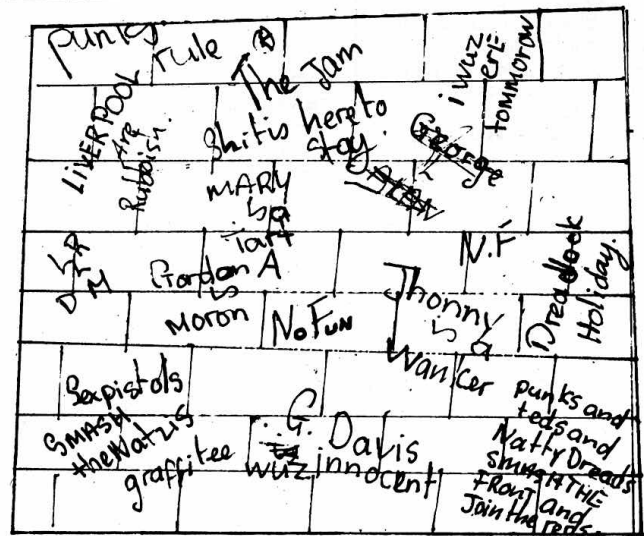 punks rule Ⓐ
The Jam
Shit is here to
stay.
i wuz
erE
tommorow
LIVERPOOL
Are
Rubbish.
George
MARY
is a
Tart
N.F
Dreadlock
Holiday.
Gordon A
is
Moron
No Fun
Jhonny
is a
Wanker
Sexpistols
SMASH
the Natzis
graffitee
G. Davis
wuz innocent
punks and
teds and
Natty Dreads
SMASH THE
FRONT and
Join the reds.